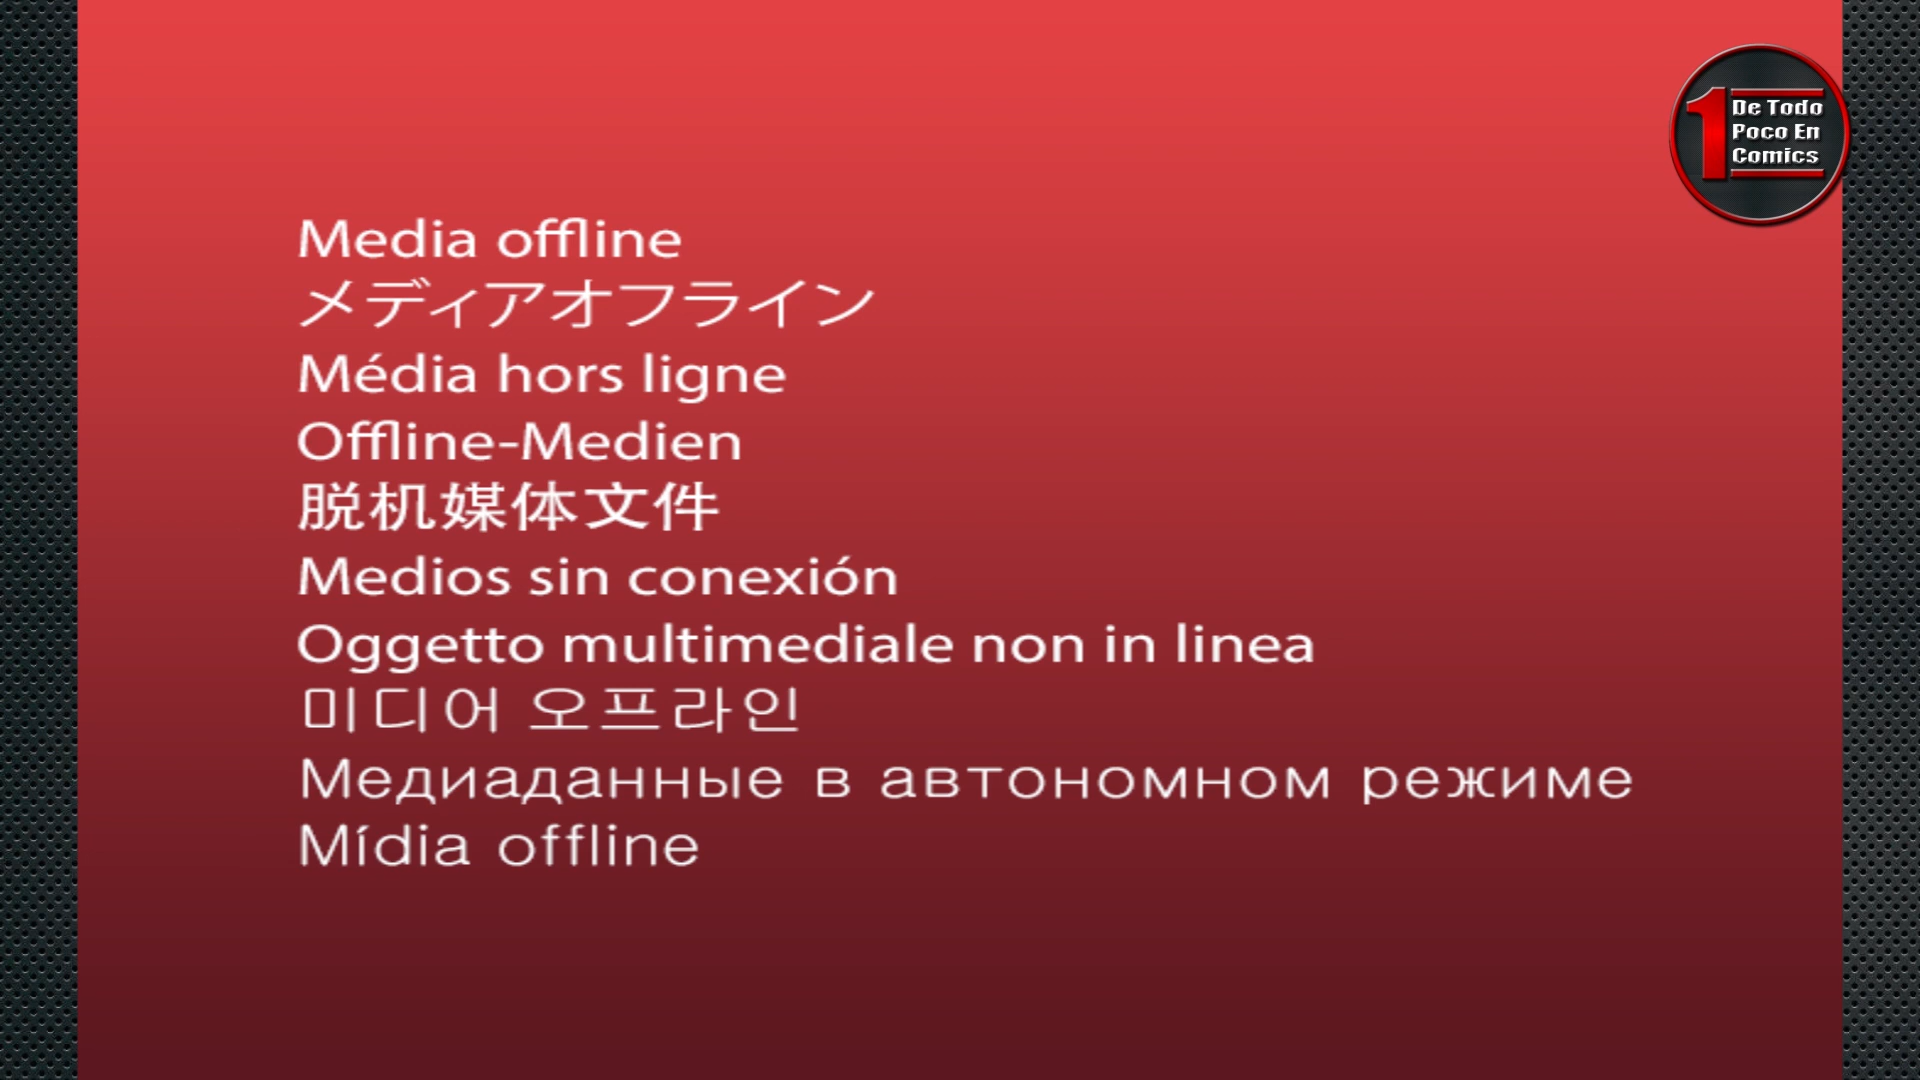 Media offline
メディアオフライン
Média hors ligne
Offline-Medien
脱机媒体文件
Medios sin conexión
Oggetto multimediale non in linea
미디어 오프라인
Медиаданные в автономном режиме
Mídia offline
1
De Todo
Poco En
Comics